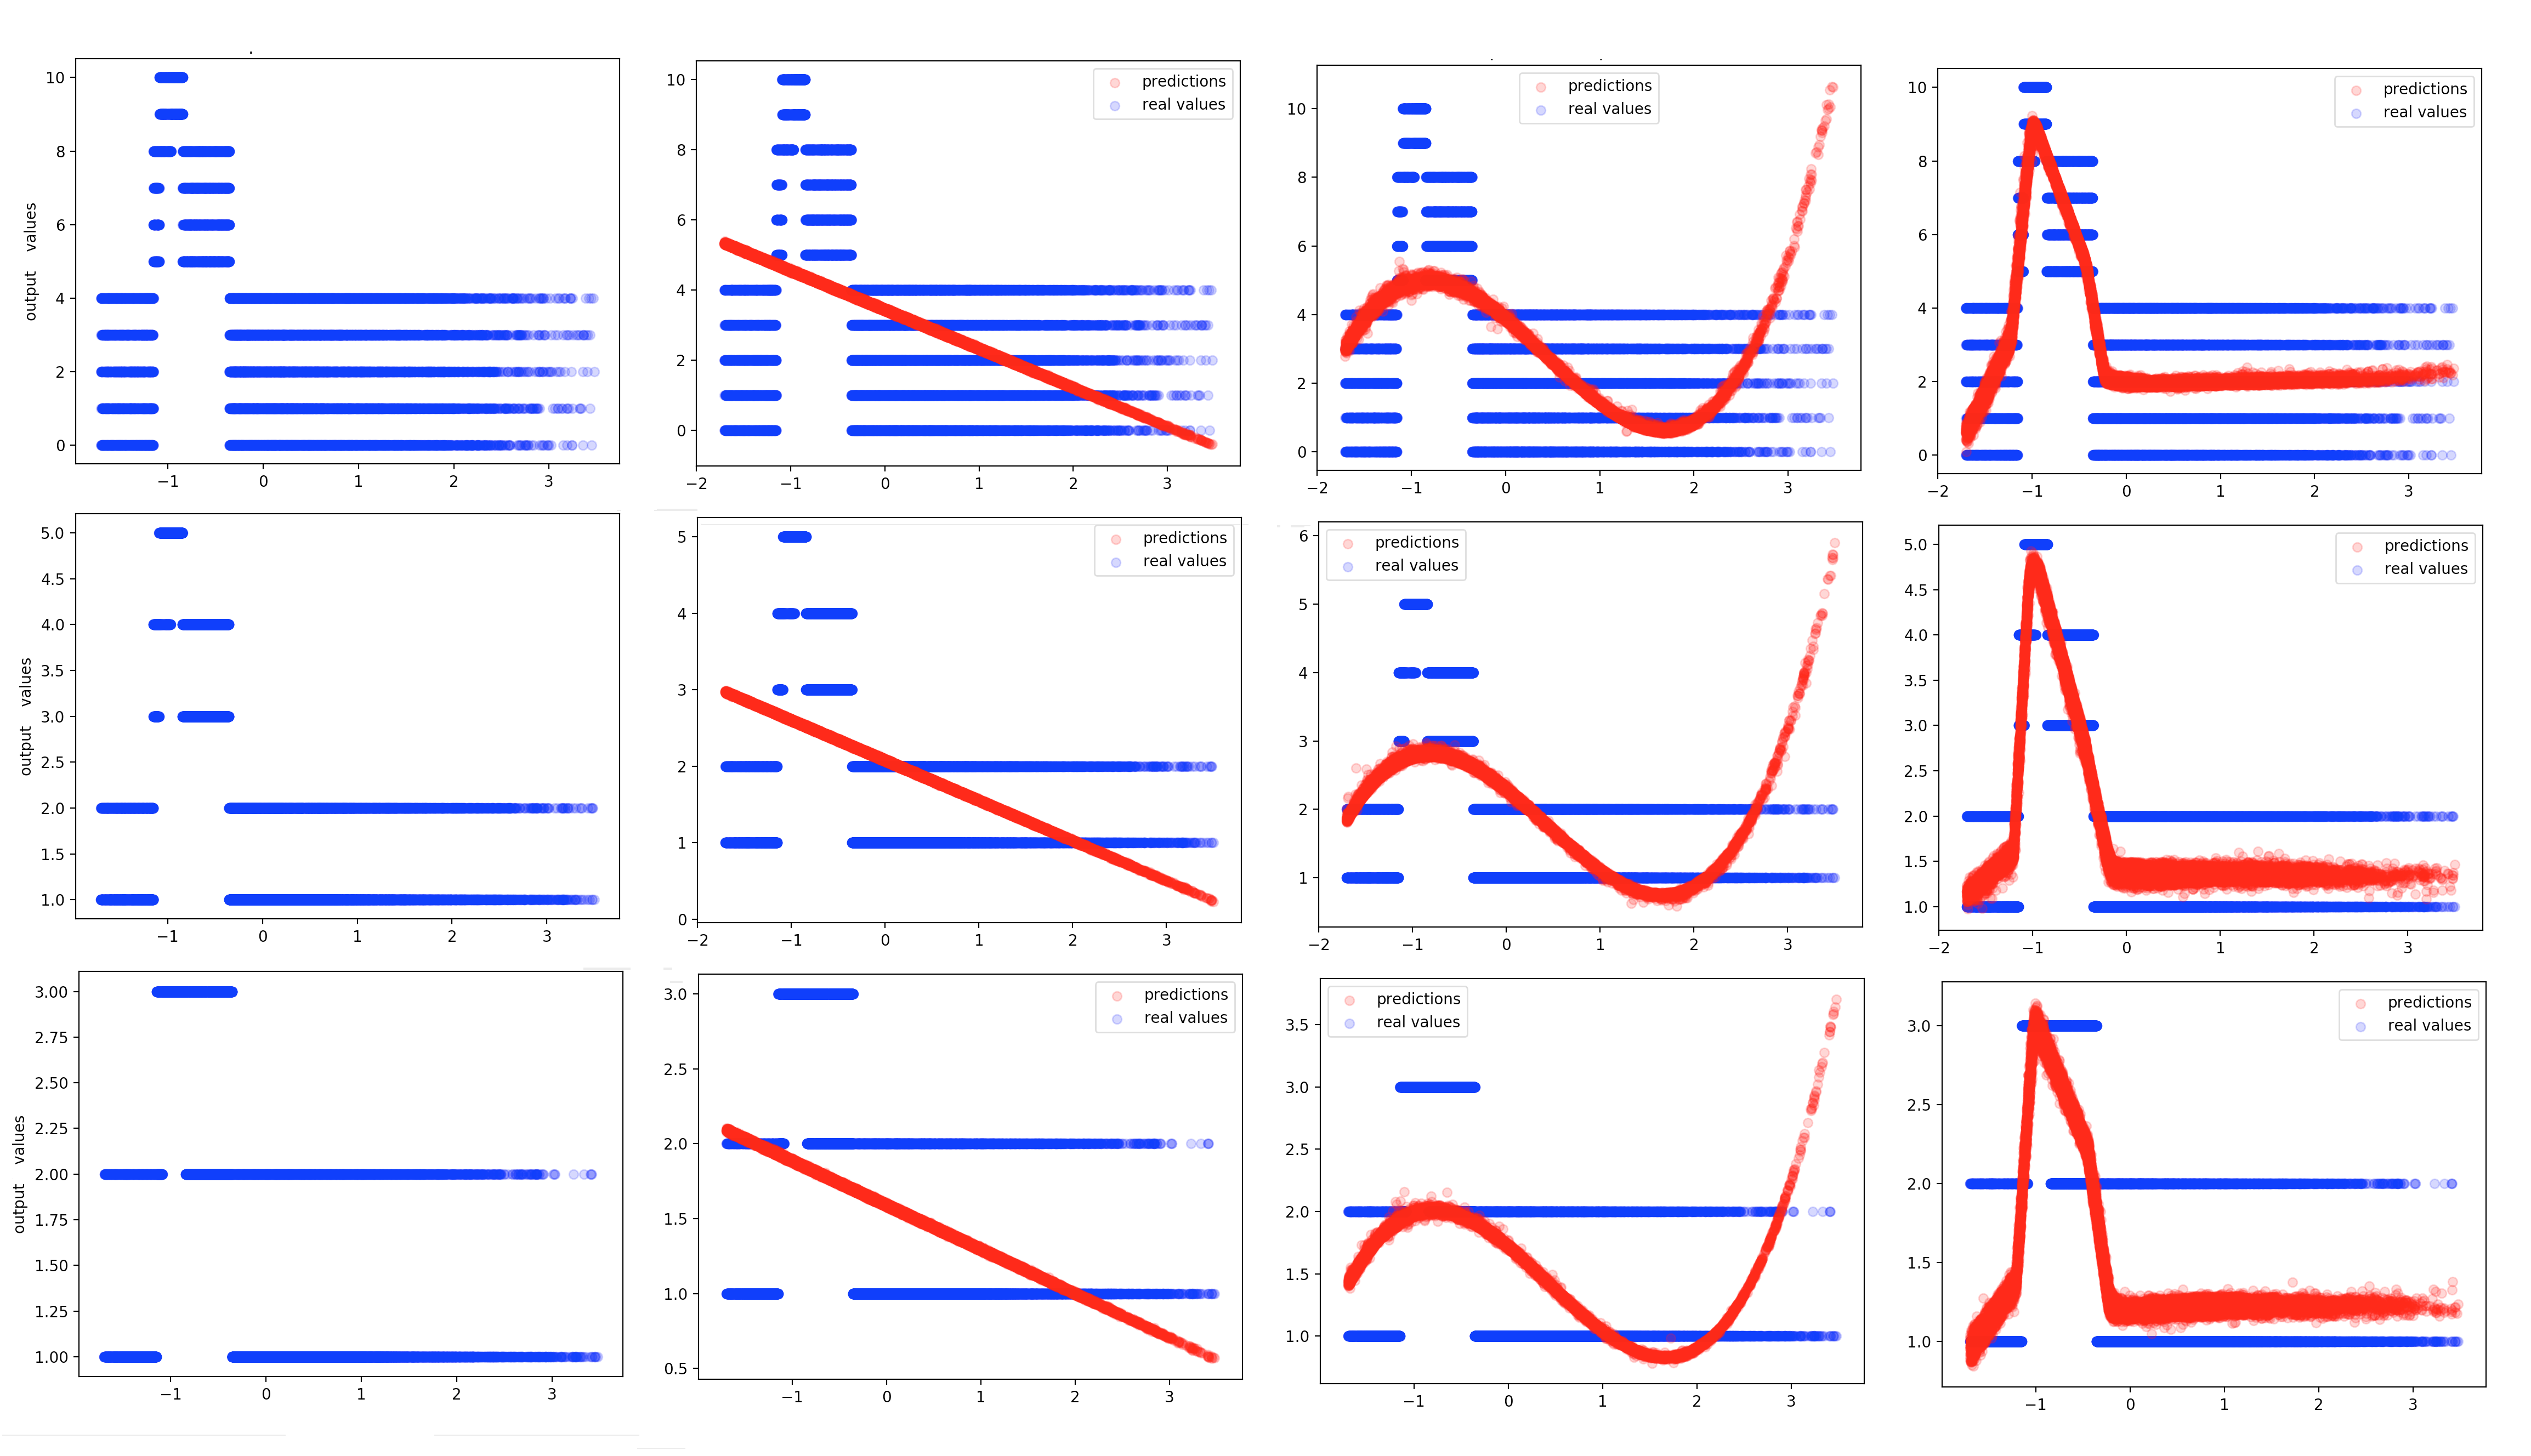 output values
10
8
6
4
2
0
−1 0 1 2 3
predictions
real values
10
8
6
4
2
0
−2 −1 0 1 2 3
predictions
real values
10
8
6
4
2
0
−2 −1 0 1 2 3
predictions
real values
10
8
6
4
2
0
−2 −1 0 1 2 3
output values
5.0
4.5
4.0
3.5
3.0
2.5
2.0
1.5
1.0
−1 0 1 2 3
predictions
real values
5
4
3
2
1
0
−2 −1 0 1 2 3
predictions
real values
6
5
4
3
2
1
−2 −1 0 1 2 3
predictions
real values
5.0
4.5
4.0
3.5
3.0
2.5
2.0
1.5
1.0
−2 −1 0 1 2 3
output values
3.00
2.75
2.50
2.25
2.00
1.75
1.50
1.25
1.00
−1 0 1 2 3
predictions
real values
3.0
2.5
2.0
1.5
1.0
0.5
−1 0 1 2 3
predictions
real values
3.5
3.0
2.5
2.0
1.5
1.0
−1 0 1 2 3
predictions
real values
3.0
2.5
2.0
1.5
1.0
−1 0 1 2 3